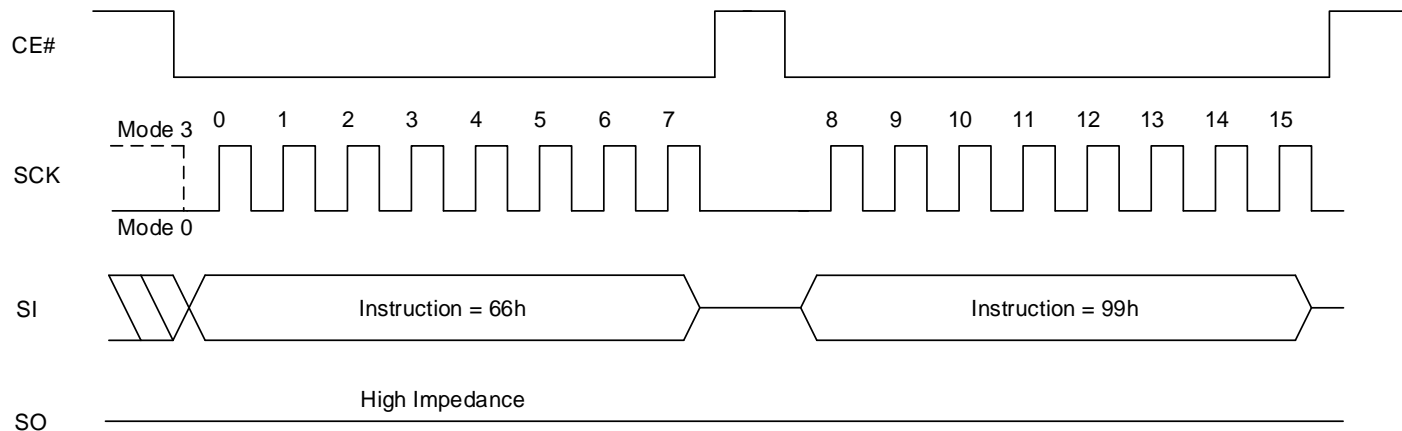 CE#
Mode 3
0 1 2 3 4 5 6 7 8 9 10 11 12 13 14 15
SCK
Mode 0
SI
Instruction = 66h
Instruction = 99h
High Impedance
SO